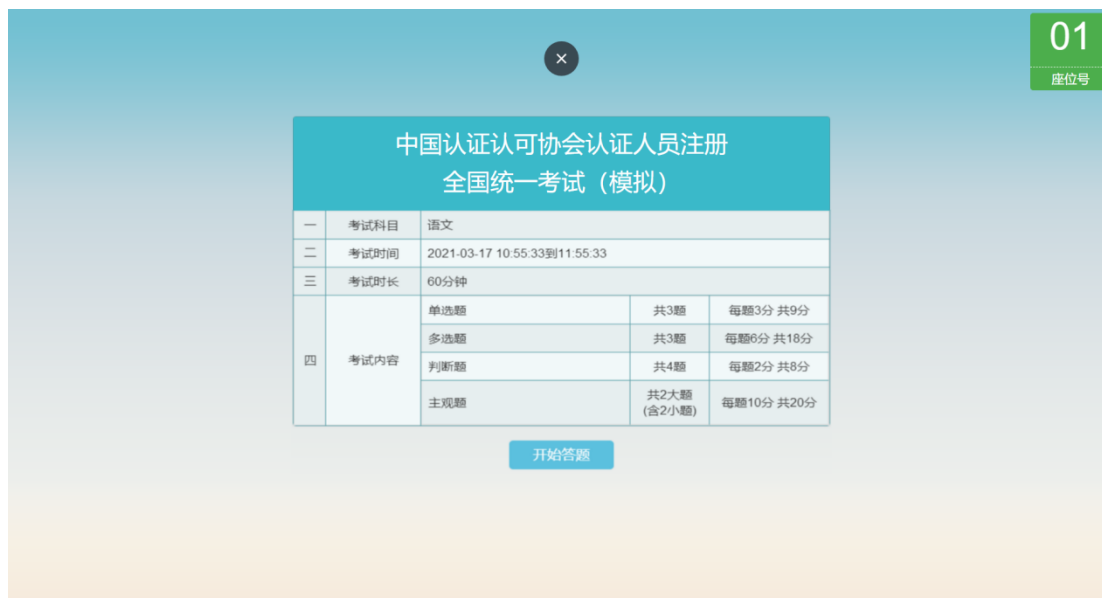 01
座位号
×
中国认证认可协会认证人员注册
全国统一考试（模拟）
一 考试科目 语文
二 考试时间 2021-03-17 10:55:33到11:55:33
三 考试时长 60分钟
四 考试内容
单选题 共3题 每题3分 共9分
多选题 共3题 每题6分 共18分
判断题 共4题 每题2分 共8分
主观题 共2大题 每题10分 共20分
(含2小题)
开始答题